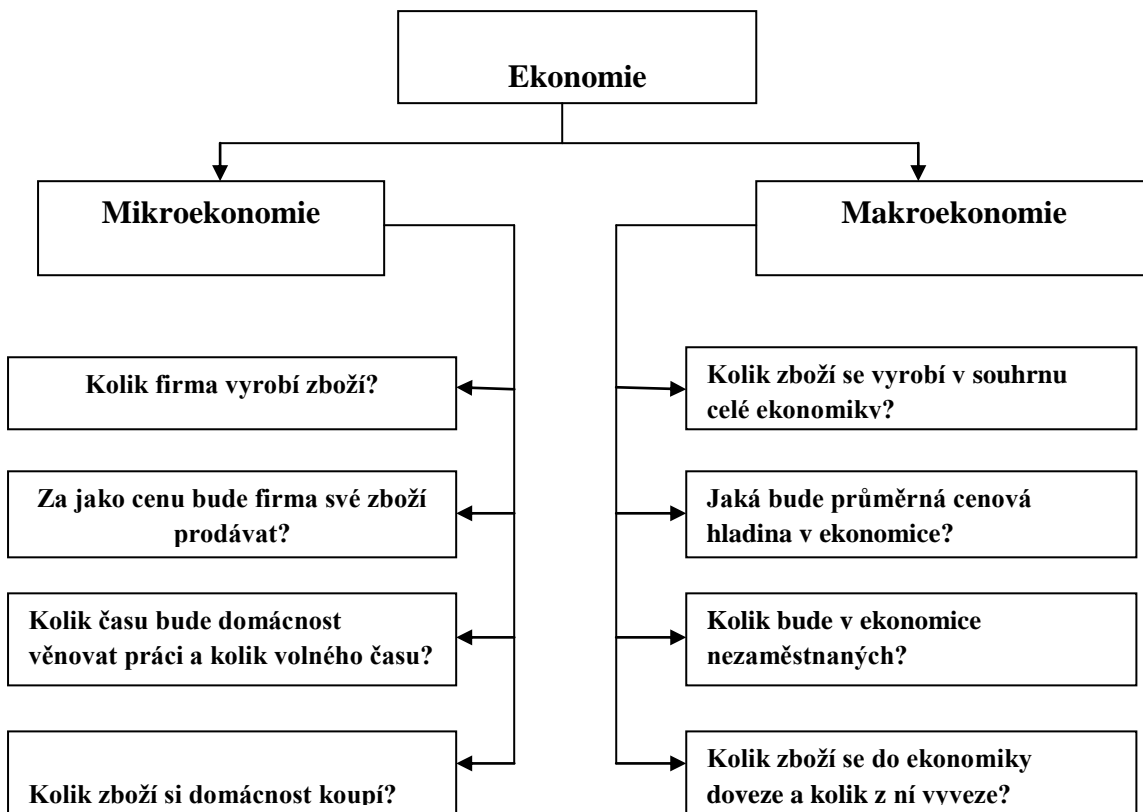 Ekonomie
Mikroekonomie
Makroekonomie
Kolik firma vyrobí zboží?
Za jako cenu bude firma své zboží
prodávat?
Kolik času bude domácnost
věnovat práci a kolik volného času?
Kolik zboží si domácnost koupí?
Kolik zboží se vyrobí v souhrnu
celé ekonomiky?
Jaká bude průměrná cenová
hladina v ekonomice?
Kolik bude v ekonomice
nezaměstnaných?
Kolik zboží se do ekonomiky
doveze a kolik z ní vyveze?